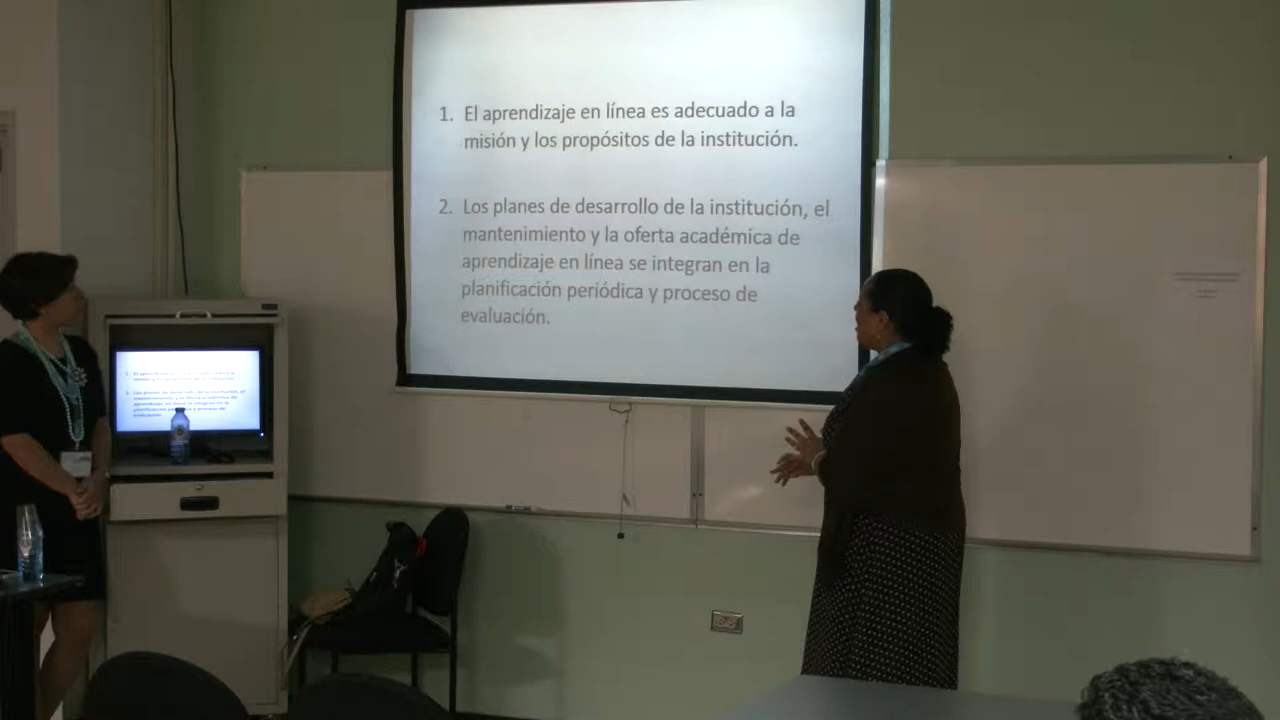 1. El aprendizaje en línea es adecuado a la
misión y los propósitos de la institución.
2. Los planes de desarrollo de la institución, el
mantenimiento y la oferta académica de
aprendizaje en línea se integran en la
planificación periódica y proceso de
evaluación.